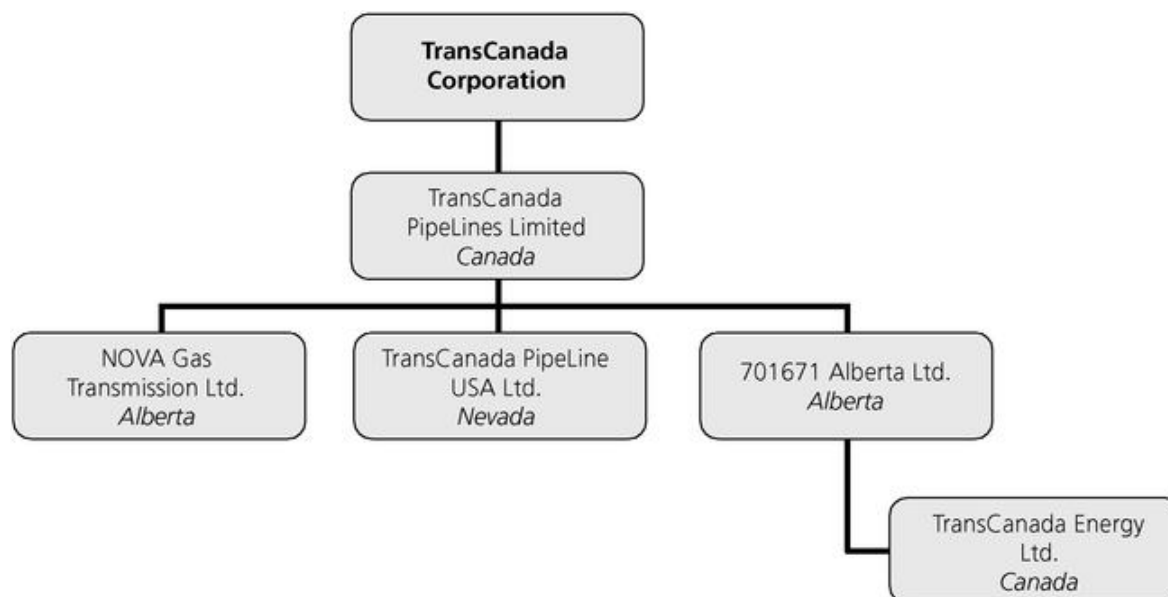 TransCanada
Corporation
TransCanada
PipeLines Limited
Canada
NOVA Gas
Transmission Ltd.
Alberta
TransCanada PipeLine
USA Ltd.
Nevada
701671 Alberta Ltd.
Alberta
TransCanada Energy
Ltd.
Canada